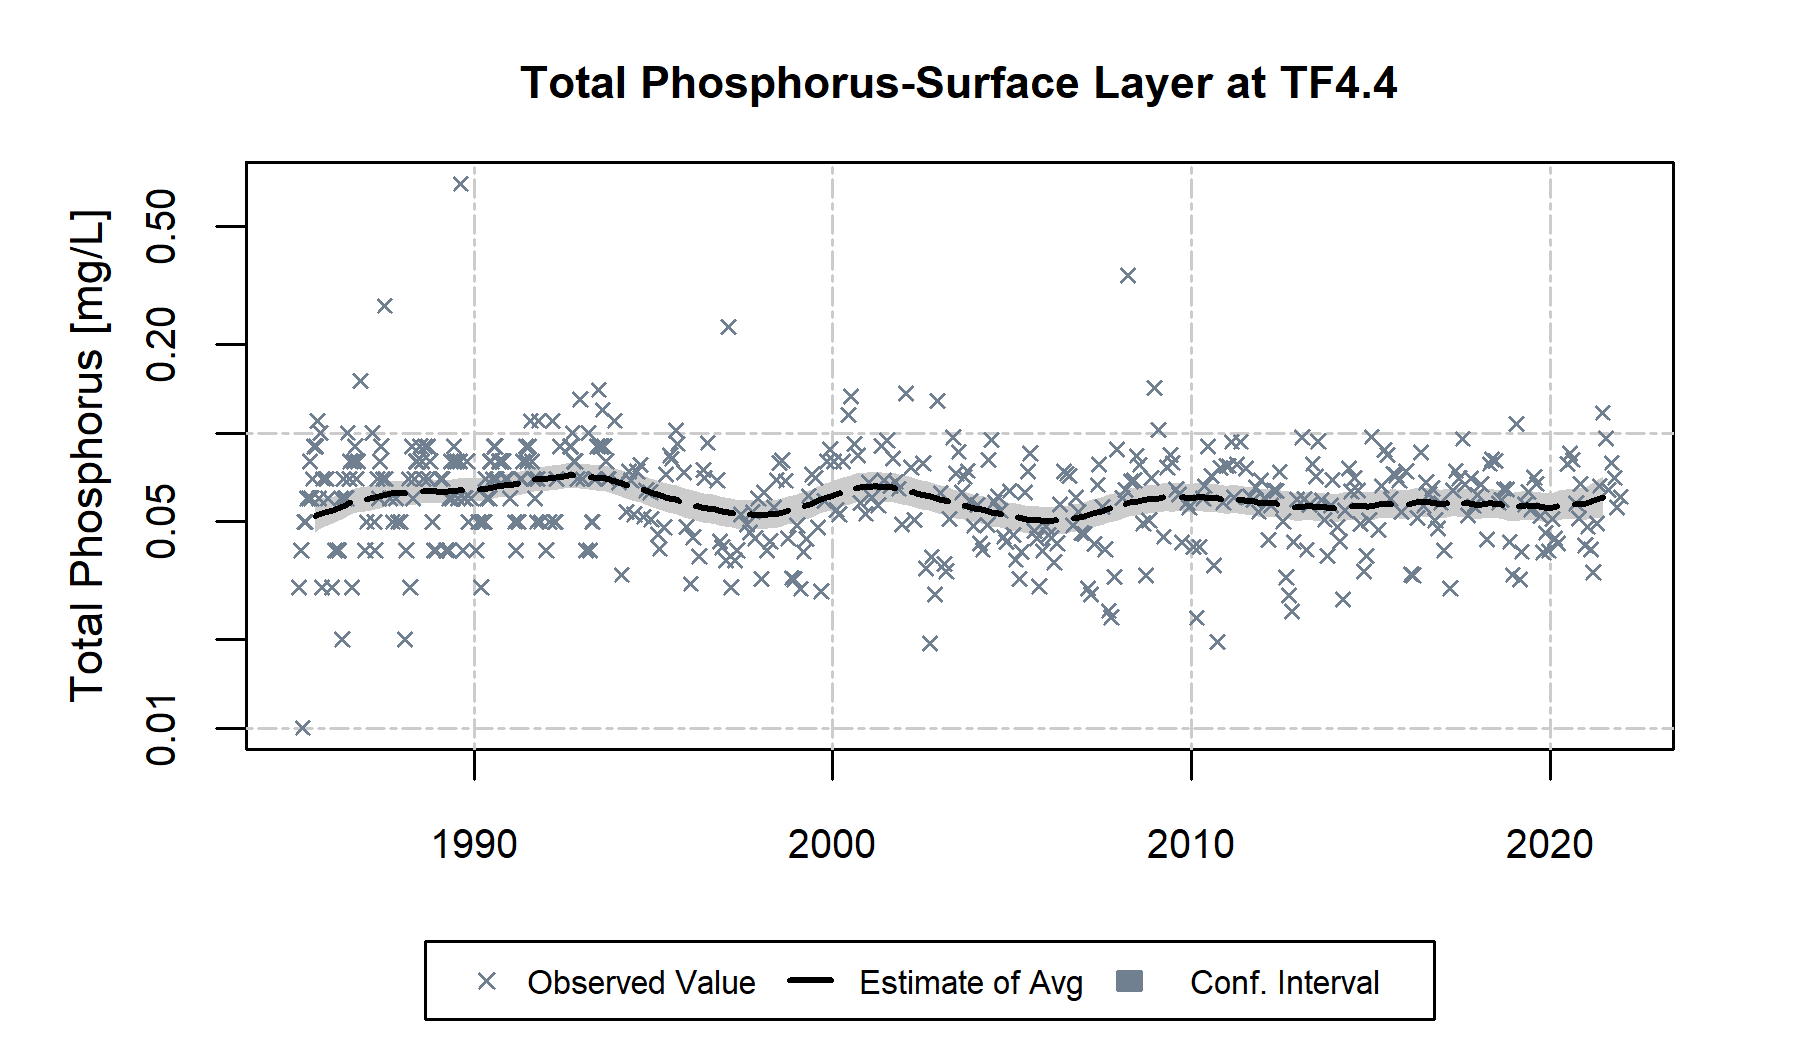 Total Phosphorus-Surface Layer at TF4.4
Total Phosphorus [mg/L]
0.50
0.20
0.05
0.01
1990 2000 2010 2020
Observed Value Estimate of Avg Conf. Interval